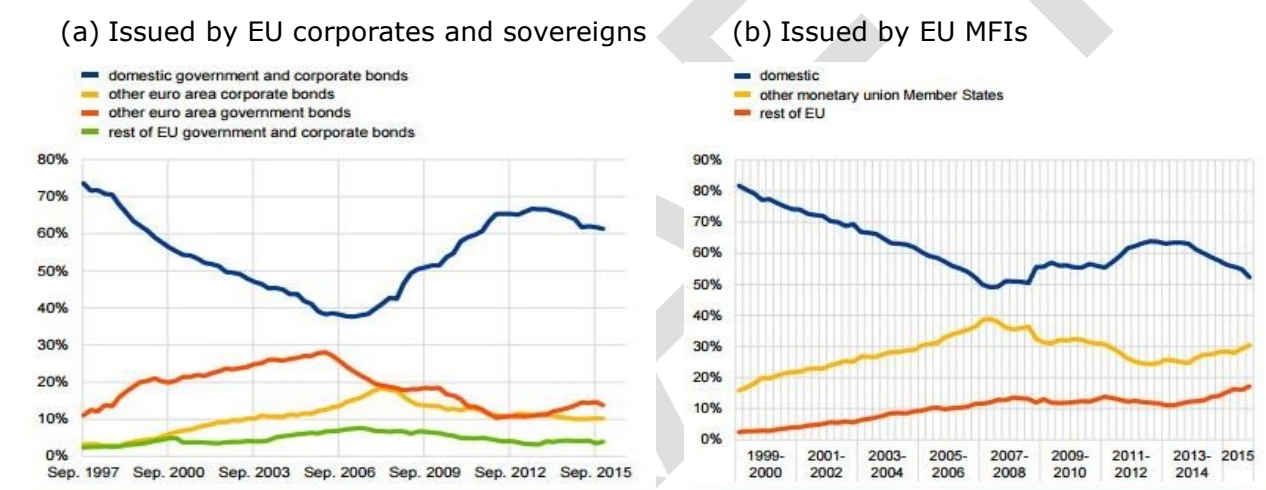 (a) Issued by EU corporates and sovereigns
domestic government and corporate bonds
other euro area corporate bonds
other euro area government bonds
rest of EU government and corporate bonds
80%
70%
60%
50%
40%
30%
20%
10%
0%
Sep. 1997 Sep. 2000 Sep. 2003 Sep. 2006 Sep. 2009 Sep. 2012 Sep. 2015
(b) Issued by EU MFIs
domestic
other monetary union Member States
rest of EU
90%
80%
70%
60%
50%
40%
30%
20%
10%
0%
1999- 2001- 2003- 2005- 2007- 2009- 2011- 2013- 2015
2000 2002 2004 2006 2008 2010 2012 2014